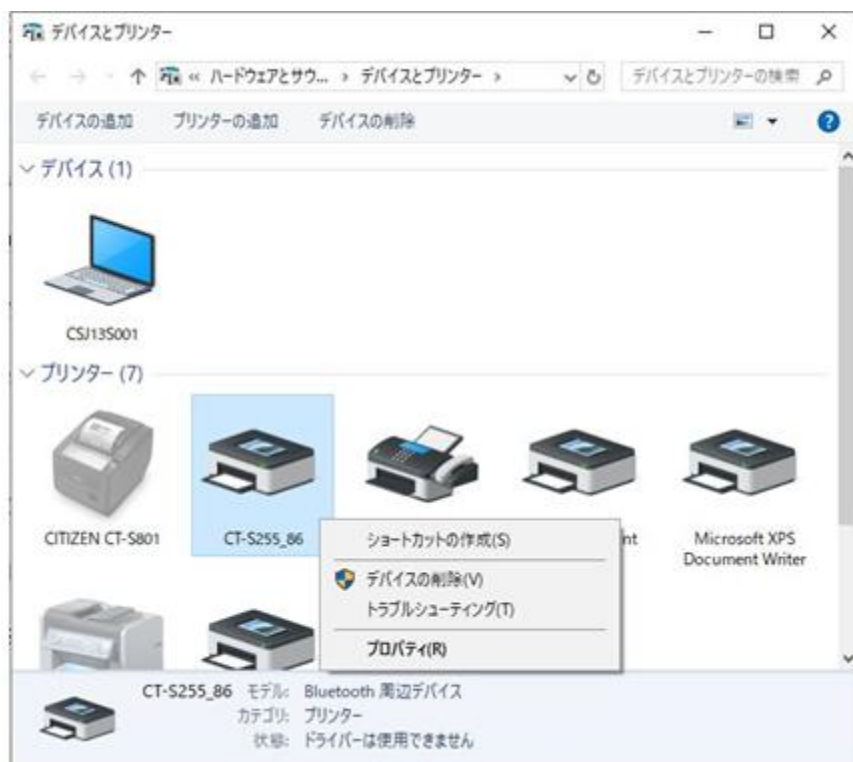 デバイスとプリンター
« ハードウェアとサウ... › デバイスとプリンター ›
デバイスとプリンターの検索
デバイスの追加 プリンターの追加 デバイスの削除
デバイス (1)
CSJ13S001
プリンター (7)
CITIZEN CT-S801
CT-S255_86
nt
Microsoft XPS
Document Writer
ショートカットの作成(S)
デバイスの削除(V)
トラブルシューティング(T)
プロパティ(R)
CT-S255_86 モデル: Bluetooth 周辺デバイス
カテゴリ: プリンター
状態: ドライバーは使用できません